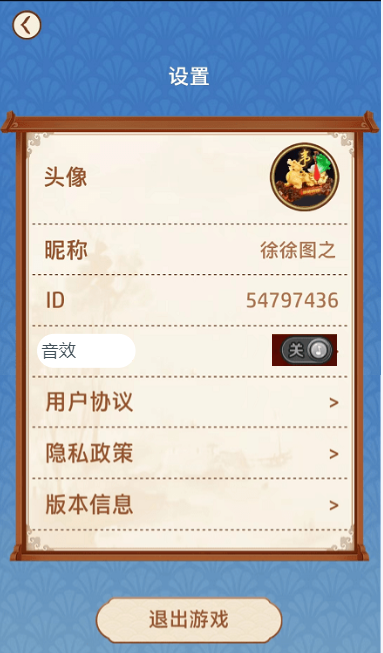 设置
头像
昵称 徐徐图之
ID 54797436
音效 关
用户协议 >
隐私政策 >
版本信息 >
退出游戏